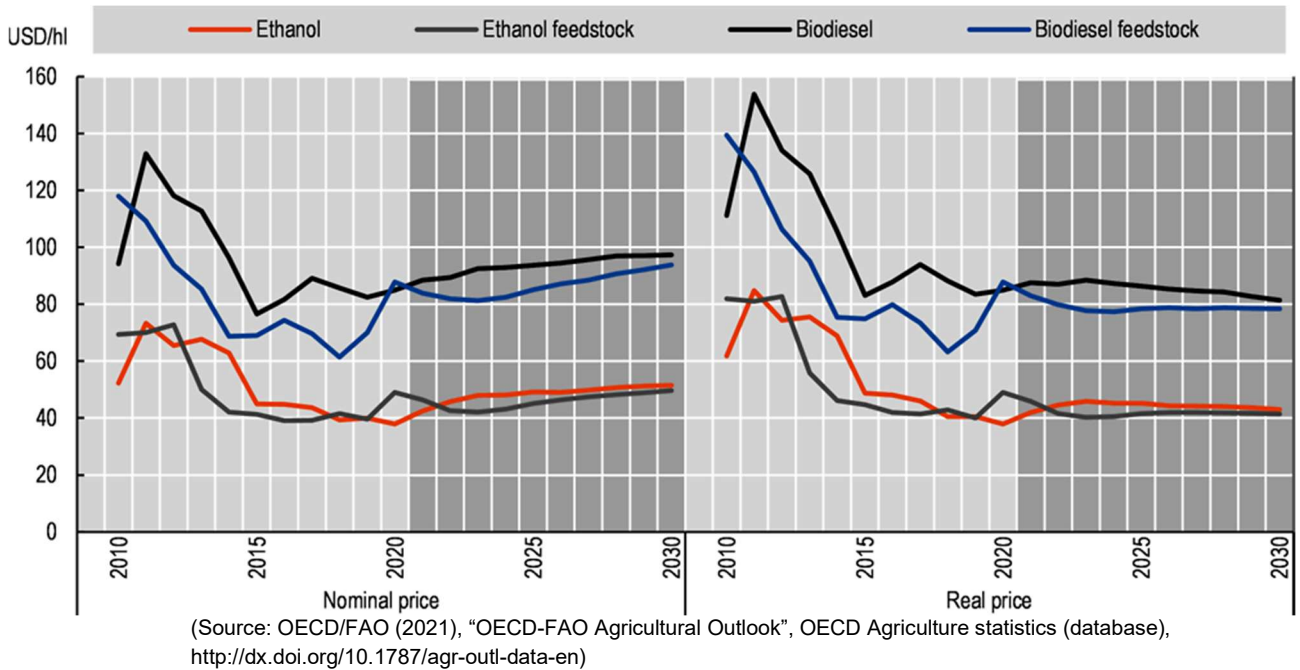 USD/hl
Ethanol Ethanol feedstock Biodiesel Biodiesel feedstock
160
140
120
100
80
60
40
20
0
2010 2015 2020 2025 2030 2010 2015 2020 2025 2030
Nominal price Real price
(Source: OECD/FAO (2021), “OECD-FAO Agricultural Outlook”, OECD Agriculture statistics (database),
http://dx.doi.org/10.1787/agr-outl-data-en)